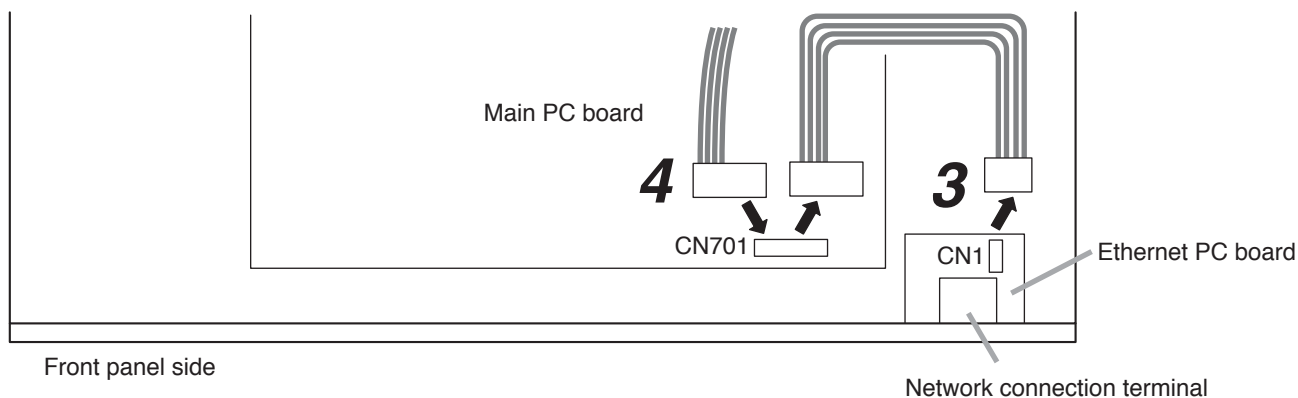 Main PC board
4
3
CN701
CN1
Ethernet PC board
Front panel side
Network connection terminal